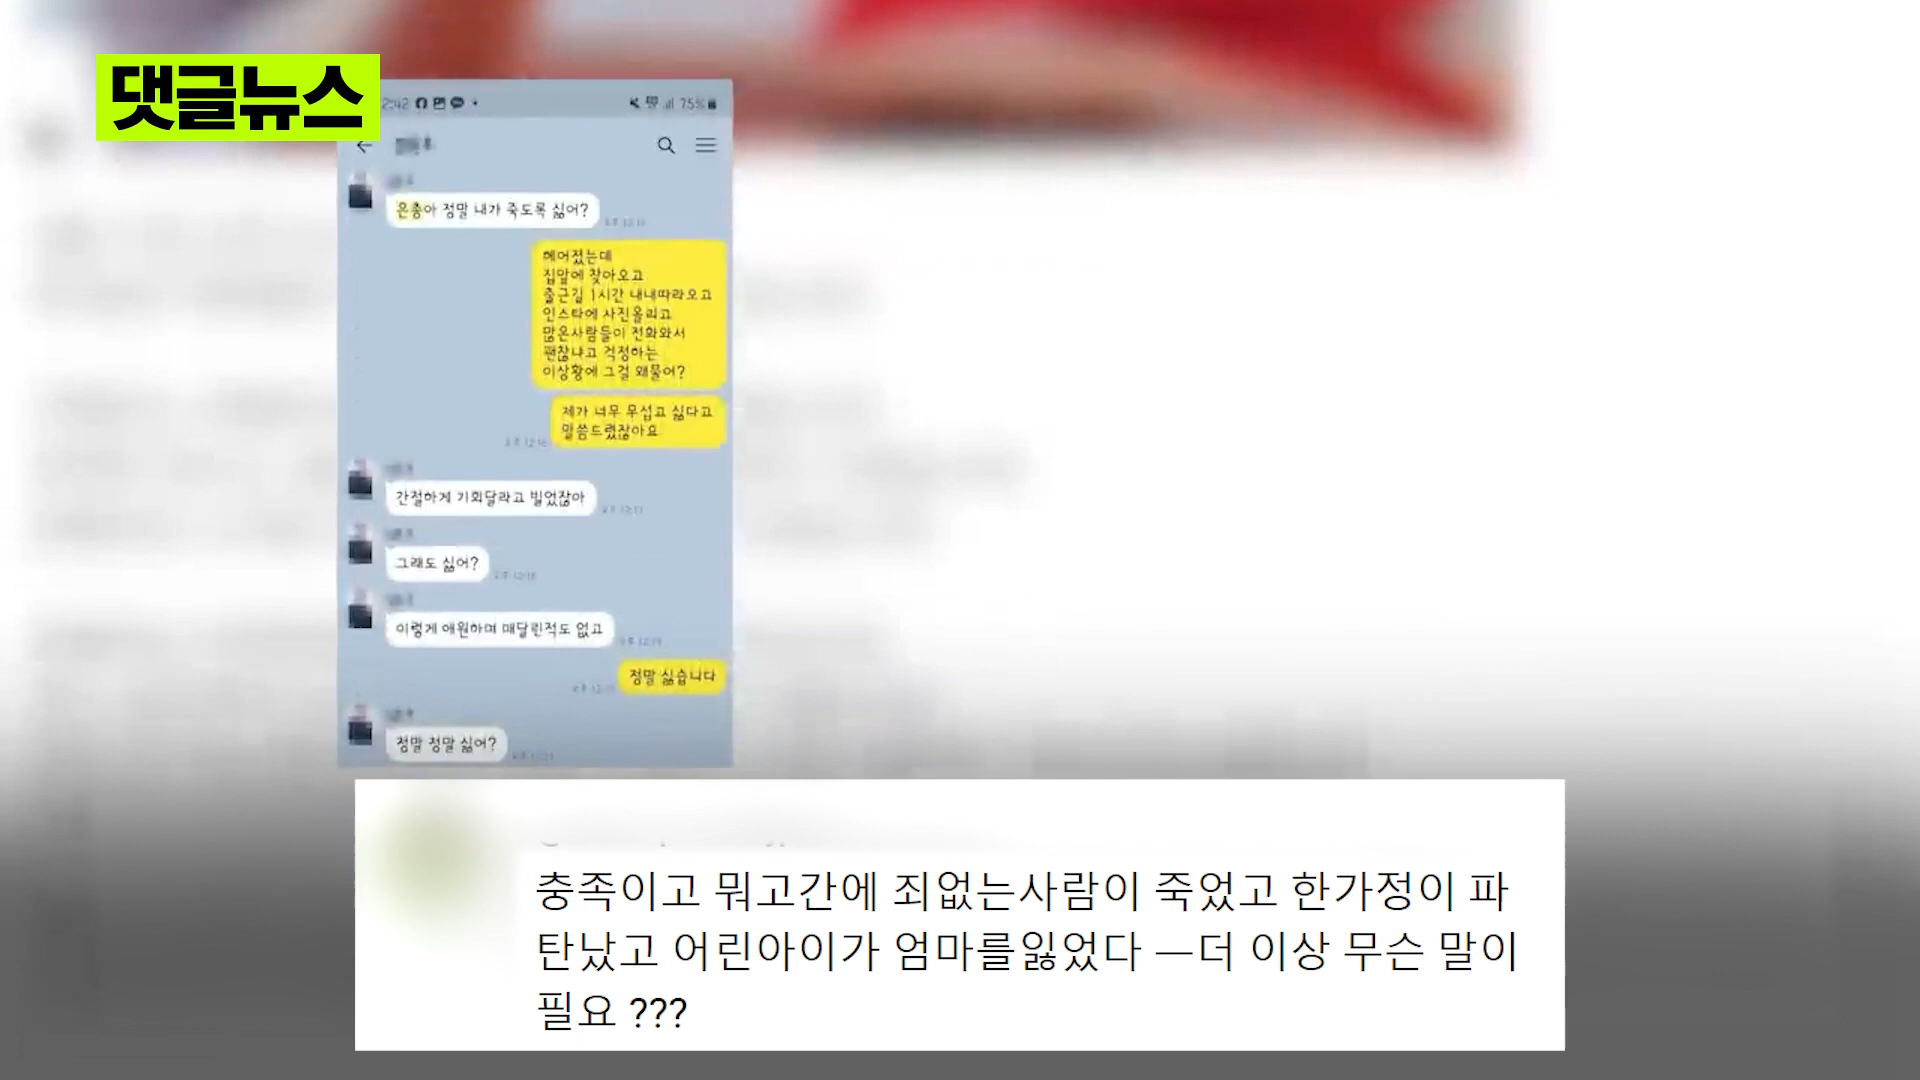 댓글뉴스
2:42
75%
은총아 정말 내가 죽도록 싫어?
헤어졌는데
집앞에 찾아오고
출근길 1시간 내내따라오고
인스타에 사진올리고
많은사람들이 전화와서
괜찮냐고 걱정하는
이상황에 그걸 왜물어?
제가 너무 무섭고 싫다고
말씀드렸잖아요
간절하게 기회달라고 빌었잖아
그래도 싫어?
이렇게 애원하며 매달린적도 없고
정말 싫습니다
정말 정말 싫어?
충족이고 뭐고간에 죄없는사람이 죽었고 한가정이 파
탄났고 어린아이가 엄마를잃었다 —더 이상 무슨 말이
필요 ???